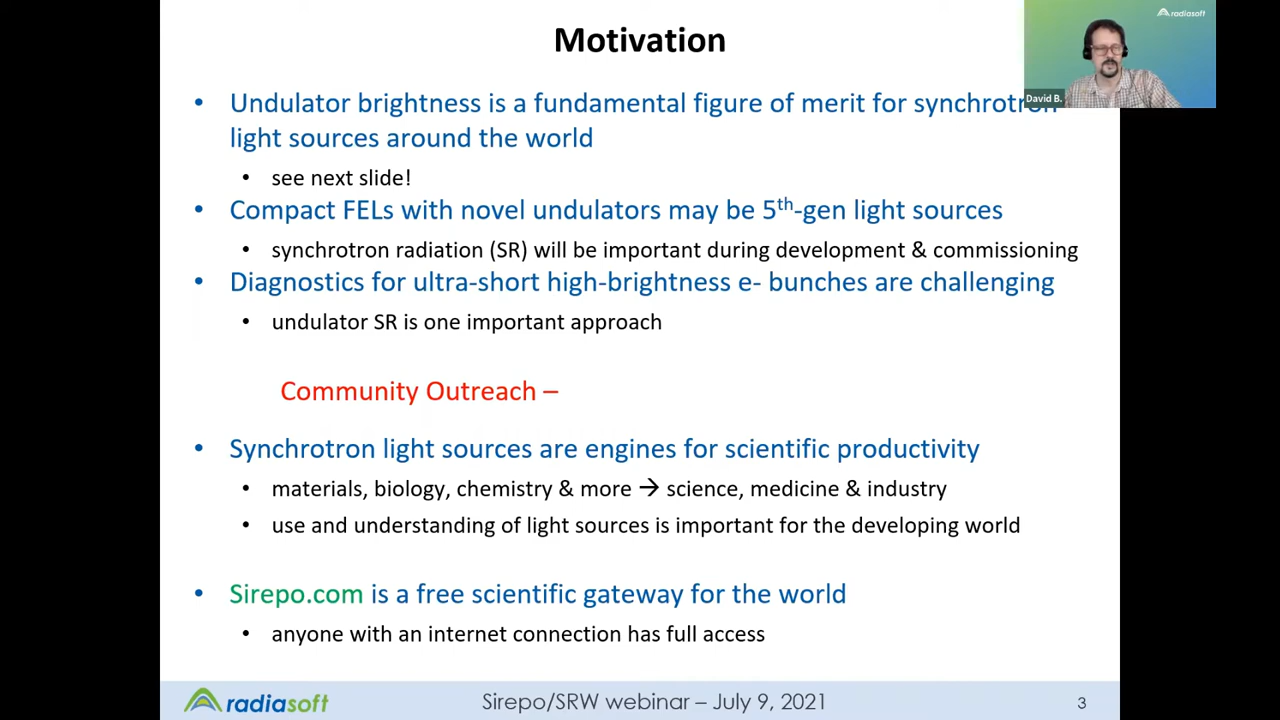 Motivation
radiasoft
David B.
• Undulator brightness is a fundamental figure of merit for synchrotron
light sources around the world
• see next slide!
• Compact FELs with novel undulators may be 5th-gen light sources
• synchrotron radiation (SR) will be important during development & commissioning
• Diagnostics for ultra-short high-brightness e- bunches are challenging
• undulator SR is one important approach
Community Outreach –
• Synchrotron light sources are engines for scientific productivity
• materials, biology, chemistry & more → science, medicine & industry
• use and understanding of light sources is important for the developing world
• Sirepo.com is a free scientific gateway for the world
• anyone with an internet connection has full access
radiasoft
Sirepo/SRW webinar – July 9, 2021
3